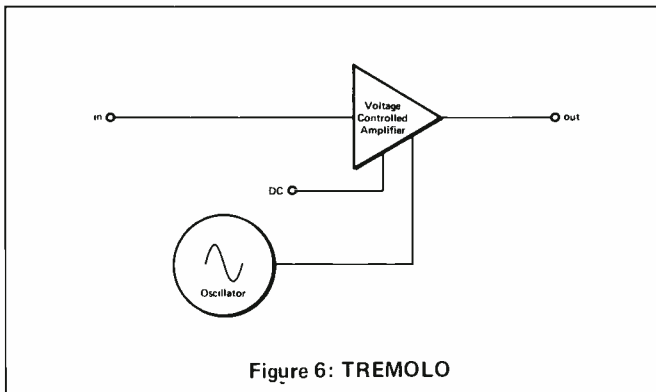 Voltage
Controlled
Amplifier
in
out
DC
Oscillator
Figure 6: TREMOLO